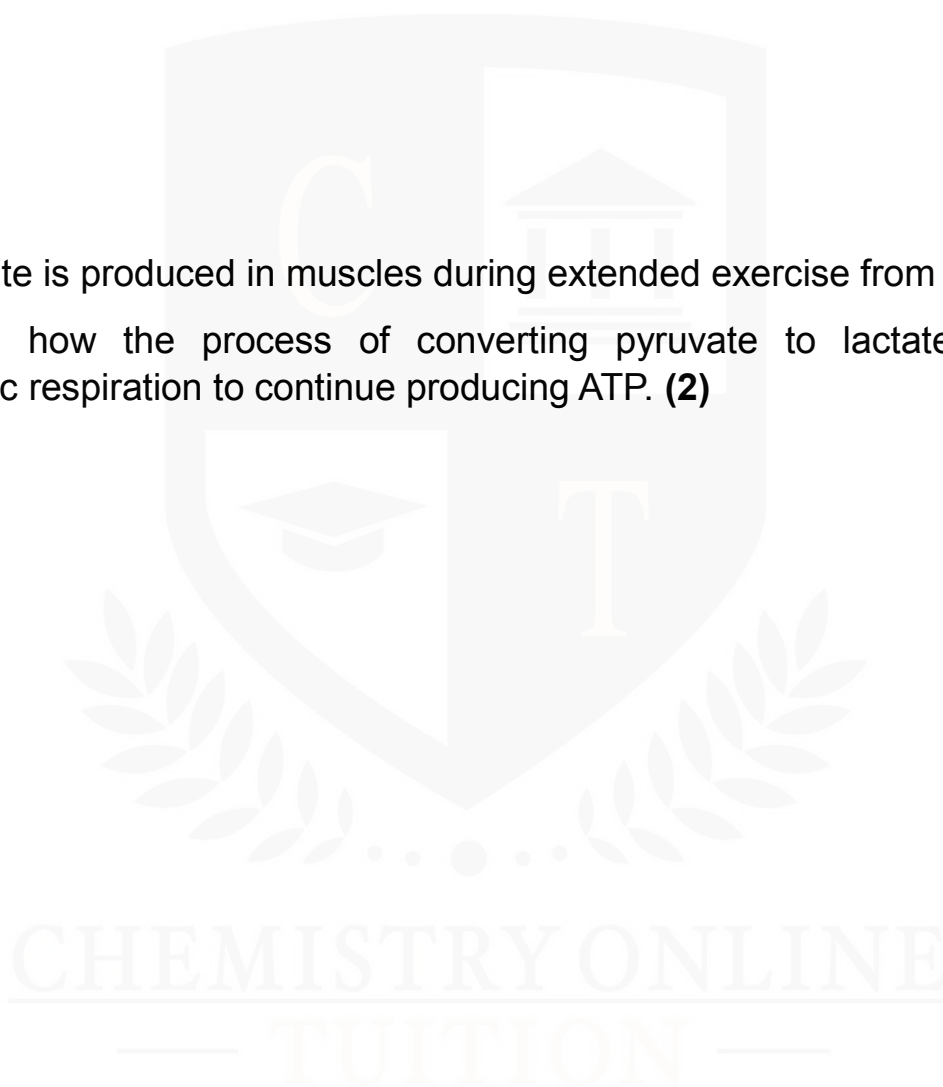 te is produced in muscles during extended exercise from
how the process of converting pyruvate to lactate
c respiration to continue producing ATP. (2)
C
T
CHEMISTRY ONLINE
TUITION